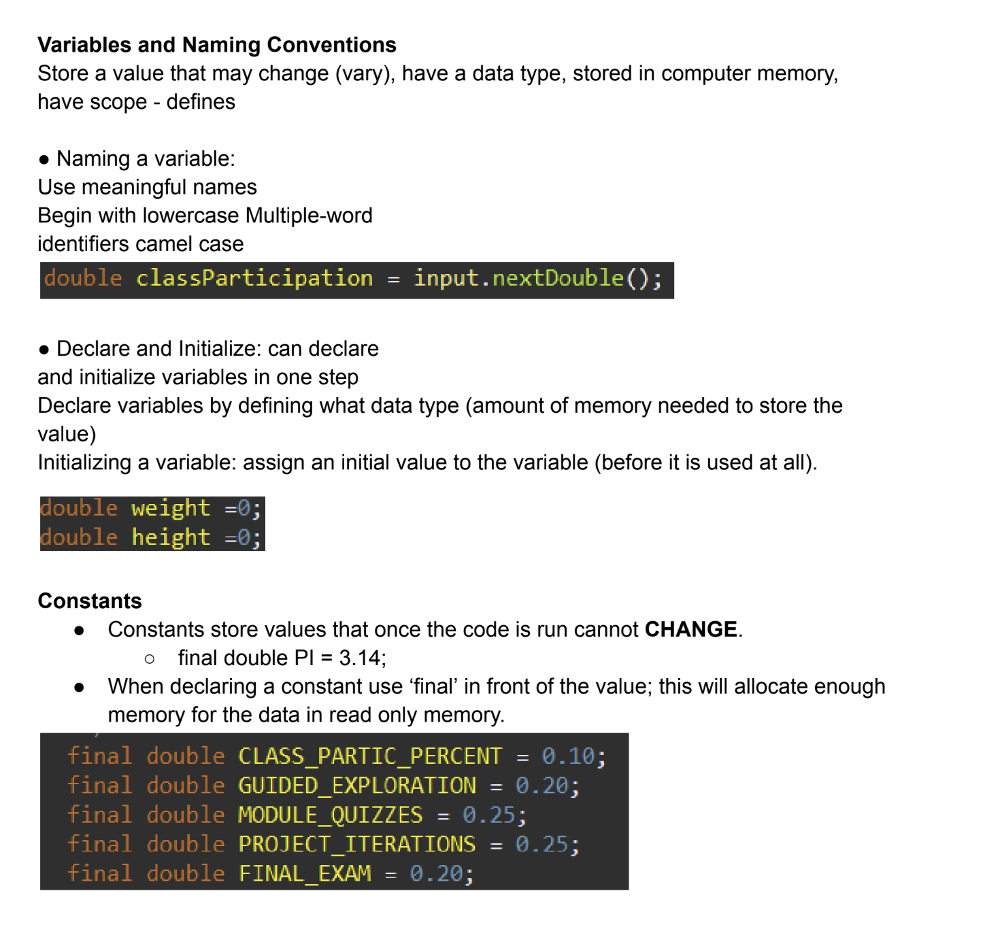 Variables and Naming Conventions
Store a value that may change (vary), have a data type, stored in computer memory,
have scope - defines
● Naming a variable:
Use meaningful names
Begin with lowercase Multiple-word
identifiers camel case
double classParticipation = input.nextDouble();
● Declare and Initialize: can declare
and initialize variables in one step
Declare variables by defining what data type (amount of memory needed to store the
value)
Initializing a variable: assign an initial value to the variable (before it is used at all).
double weight =0;
double height =0;
Constants
● Constants store values that once the code is run cannot CHANGE.
○ final double PI = 3.14;
● When declaring a constant use ‘final’ in front of the value; this will allocate enough
memory for the data in read only memory.
final double CLASS_PARTIC_PERCENT = 0.10;
final double GUIDED_EXPLORATION = 0.20;
final double MODULE_QUIZZES = 0.25;
final double PROJECT_ITERATIONS = 0.25;
final double FINAL_EXAM = 0.20;